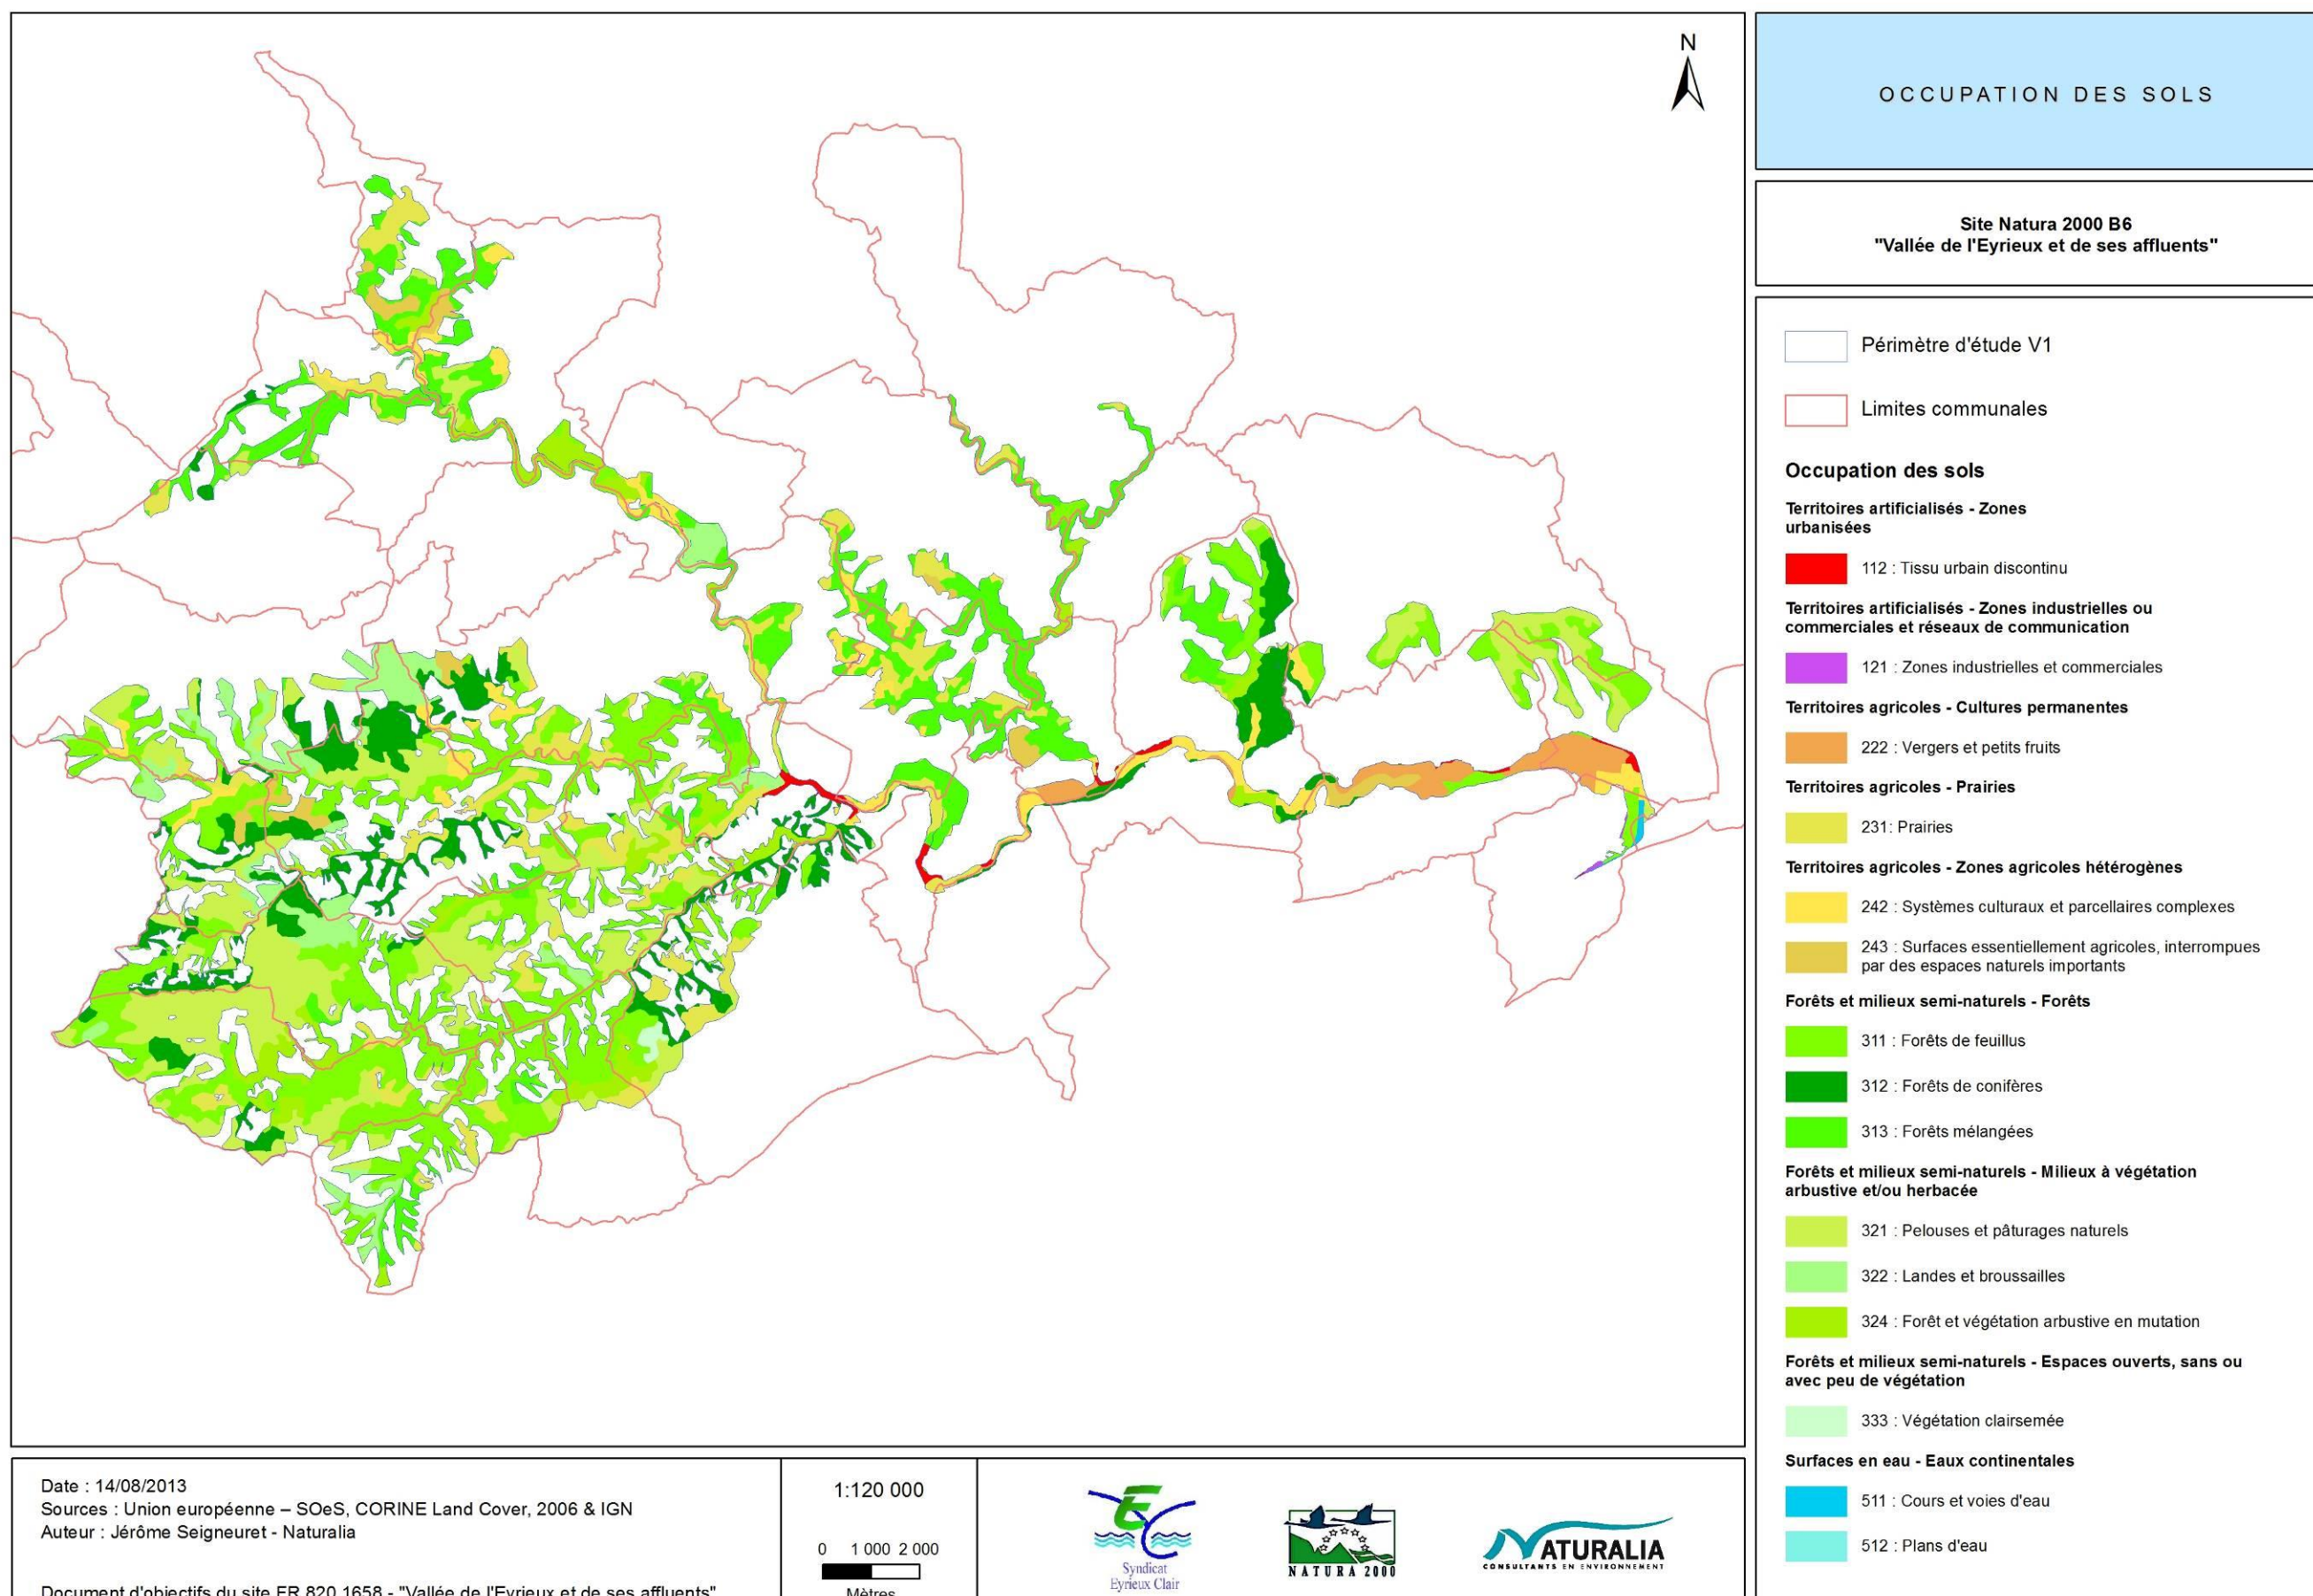 N
OCCUPATION DES SOLS
Site Natura 2000 B6
"Vallée de l'Eyrieux et de ses affluents"
Périmètre d'étude V1
Limites communales
Occupation des sols
Territoires artificialisés - Zones
urbanisées
112 : Tissu urbain discontinu
Territoires artificialisés - Zones industrielles ou
commerciales et réseaux de communication
121 : Zones industrielles et commerciales
Territoires agricoles - Cultures permanentes
222 : Vergers et petits fruits
Territoires agricoles - Prairies
231: Prairies
Territoires agricoles - Zones agricoles hétérogènes
242 : Systèmes culturaux et parcellaires complexes
243 : Surfaces essentiellement agricoles, interrompues
par des espaces naturels importants
Forêts et milieux semi-naturels - Forêts
311 : Forêts de feuillus
312 : Forêts de conifères
313 : Forêts mélangées
Forêts et milieux semi-naturels - Milieux à végétation
arbustive et/ou herbacée
321 : Pelouses et pâturages naturels
322 : Landes et broussailles
324 : Forêt et végétation arbustive en mutation
Forêts et milieux semi-naturels - Espaces ouverts, sans ou
avec peu de végétation
333 : Végétation clairsemée
Surfaces en eau - Eaux continentales
511 : Cours et voies d'eau
512 : Plans d'eau
Date : 14/08/2013
Sources : Union européenne – SOeS, CORINE Land Cover, 2006 & IGN
Auteur : Jérôme Seigneuret - Naturalia
Document d'objectifs du site FR 820 1658 - "Vallée de l'Eyrieux et de ses affluents"
1:120 000
0 1 000 2 000
Mètres
Syndicat
Eyrieux Clair
NATURA 2000
NATURALIA
CONSULTANTS EN ENVIRONNEMENT